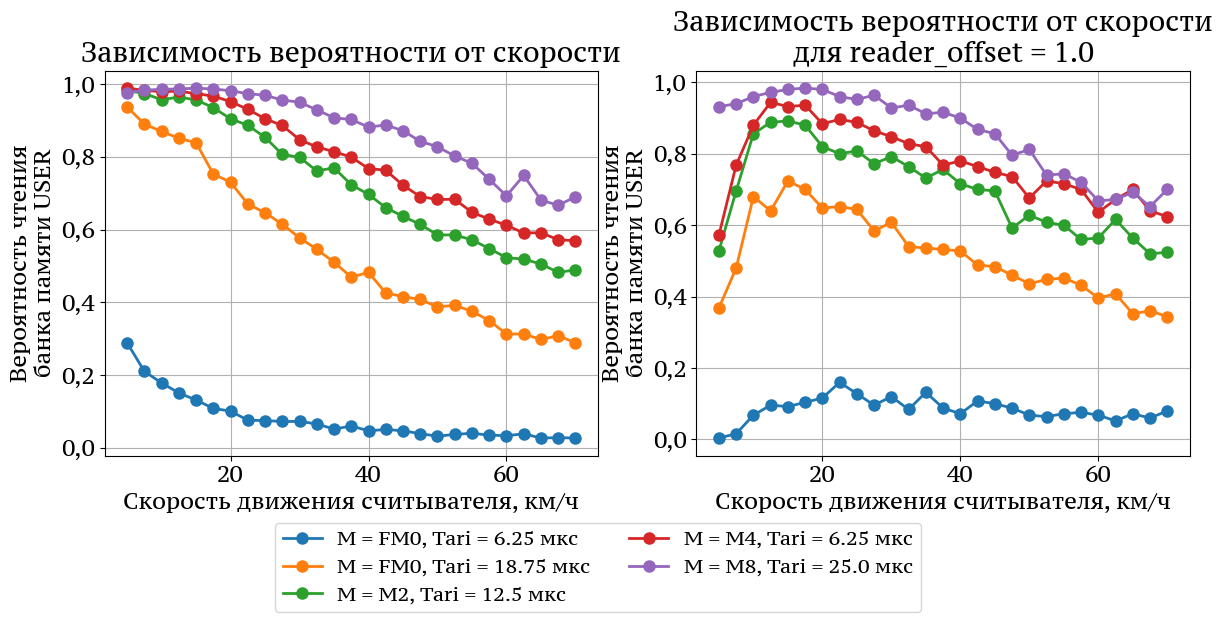 Зависимость вероятности от скорости
Вероятность чтения
банка памяти USER
1,0
0,8
0,6
0,4
0,2
0,0
20
40
60
Скорость движения считывателя, км/ч
Зависимость вероятности от скорости
для reader_offset = 1.0
Вероятность чтения
банка памяти USER
1,0
0,8
0,6
0,4
0,2
0,0
20
40
60
Скорость движения считывателя, км/ч
M = FM0, Tari = 6.25 мкс
M = FM0, Tari = 18.75 мкс
M = M2, Tari = 12.5 мкс
M = M4, Tari = 6.25 мкс
M = M8, Tari = 25.0 мкс